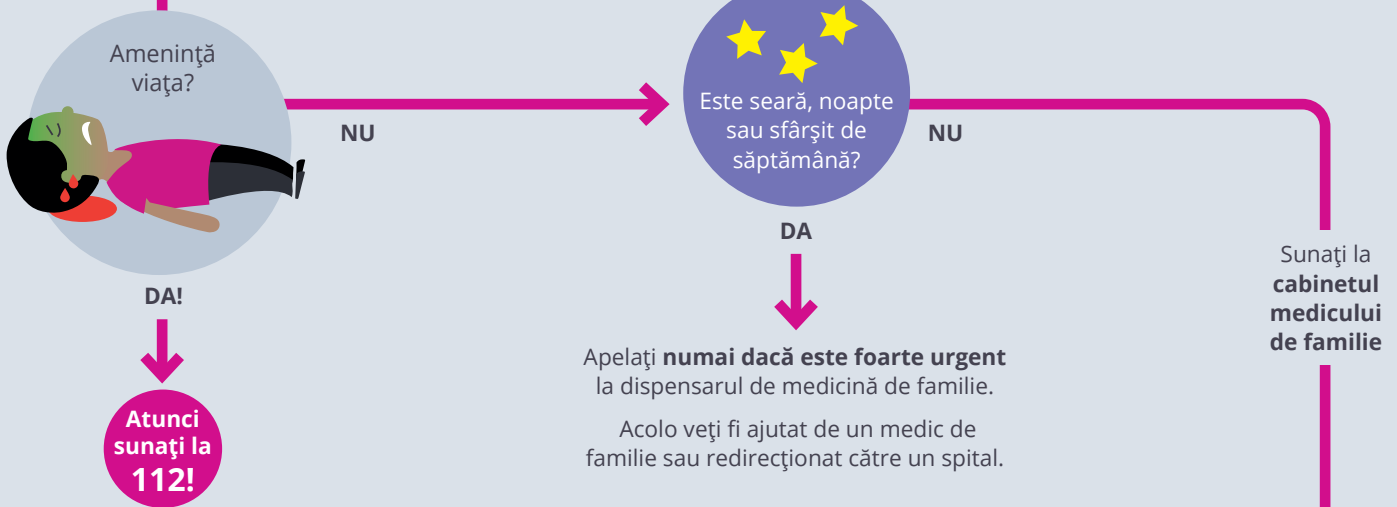 Ameninţă
viaţa?
NU
DA!
Atunci
sunaţi la
112!
Este seară, noapte
sau sfârşit de
săptămână?
NU
DA
Apelaţi numai dacă este foarte urgent
la dispensarul de medicină de familie.
Acolo veţi fi ajutat de un medic de
familie sau redirecţionat către un spital.
Sunaţi la
cabinetul
medicului
de familie